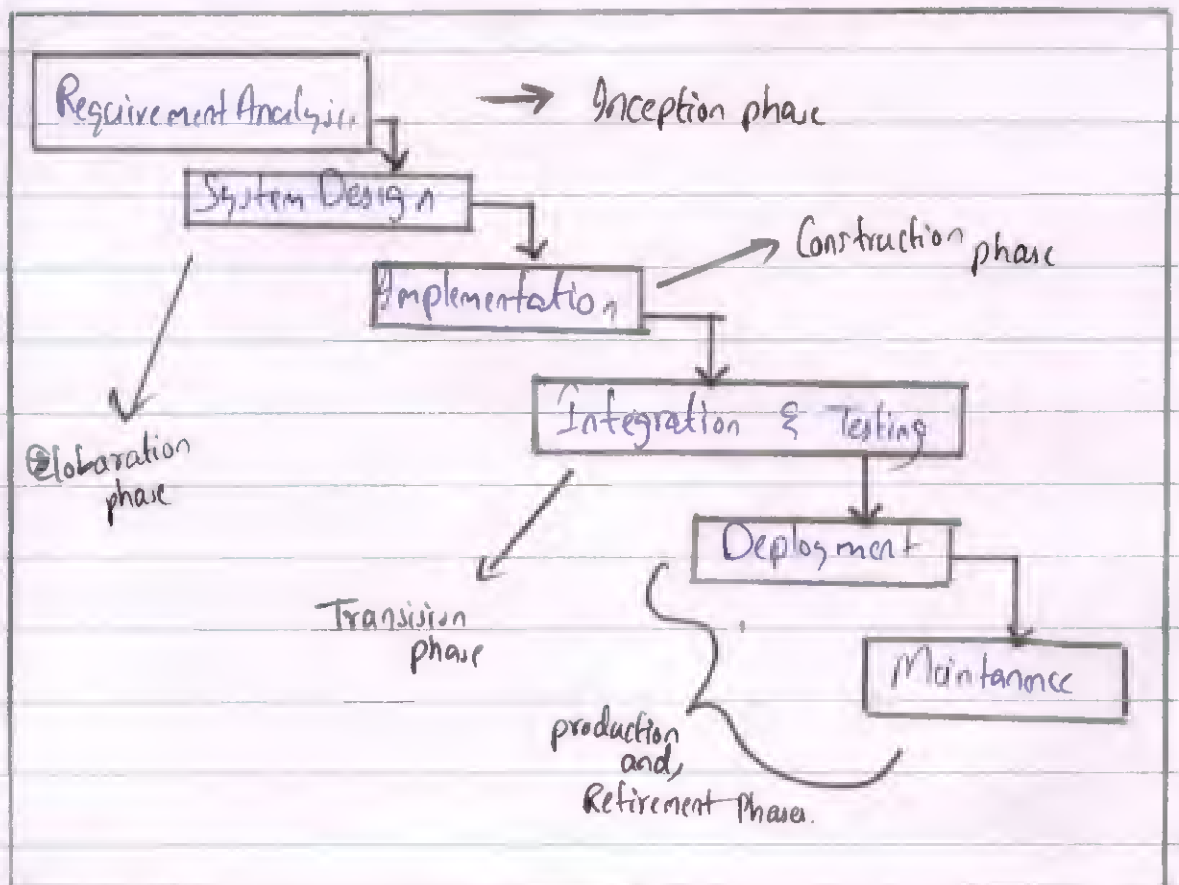 Requirement Analysis
→ Inception phase
System Design
Construction phase
Implementation
Integration & Testing
Elobaration
phase
Deployment
Transision
phase
Maintanance
production
and,
Retirement Phases.